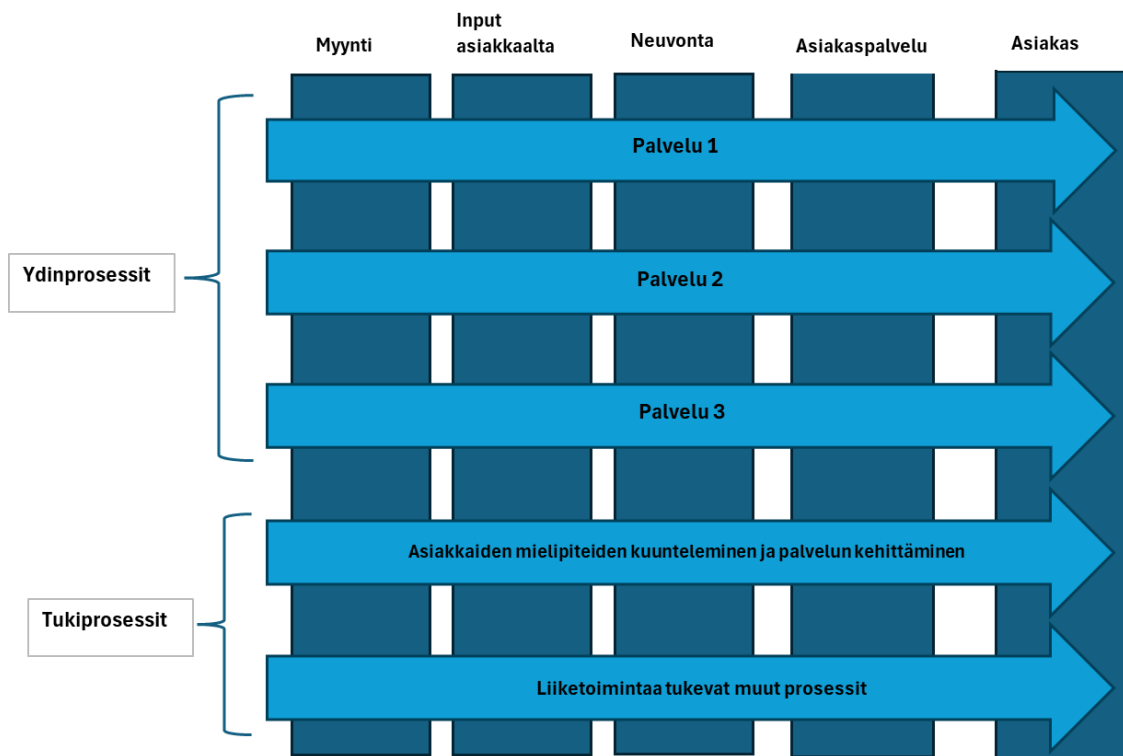 Myynti
Input
asiakkaalta
Neuvonta
Asiakaspalvelu
Asiakas
Palvelu 1
Ydinprosessit
Palvelu 2
Palvelu 3
Asiakkaiden mielipiteiden kuunteleminen ja palvelun kehittäminen
Tukiprosessit
Liiketoimintaa tukevat muut prosessit